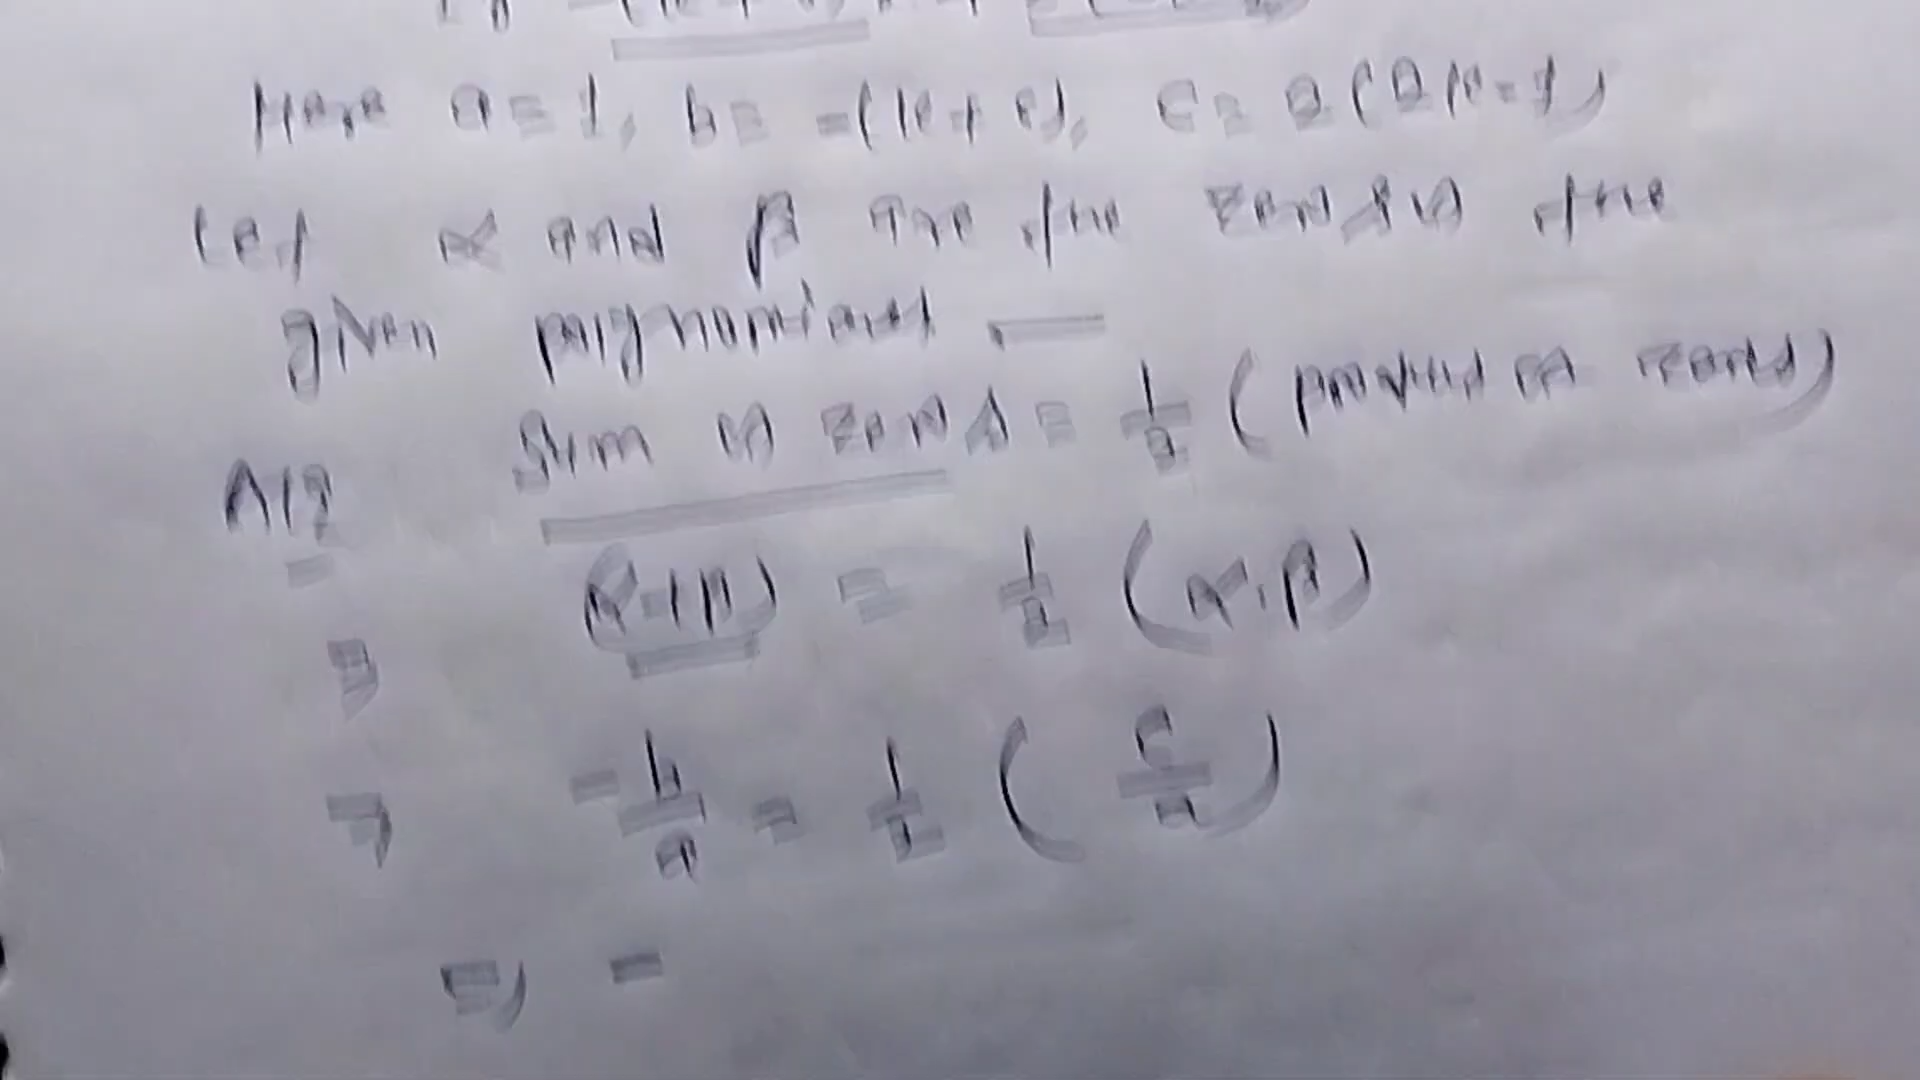 Here a = 1, b = -(k + 6), c = 2 (2k - 1)
Let α and β are the zeros of the
given polynomial —
A/q Sum of zeros = 1/2 (product of zeros)
⇒ (α + β) = 1/2 (α . β)
⇒ - b/a = 1/2 ( c/a )
⇒ -